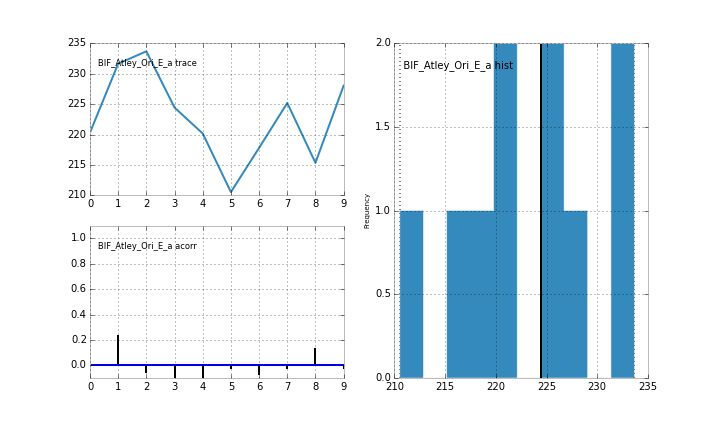 235
BIF_Atley_Ori_E_a trace
230
225
220
215
210
0 1 2 3 4 5 6 7 8 9
1.0
BIF_Atley_Ori_E_a acorr
0.8
0.6
0.4
0.2
0.0
0 1 2 3 4 5 6 7 8 9
2.0
BIF_Atley_Ori_E_a hist
1.5
1.0
Frequency
0.5
0.0
210 215 220 225 230 235